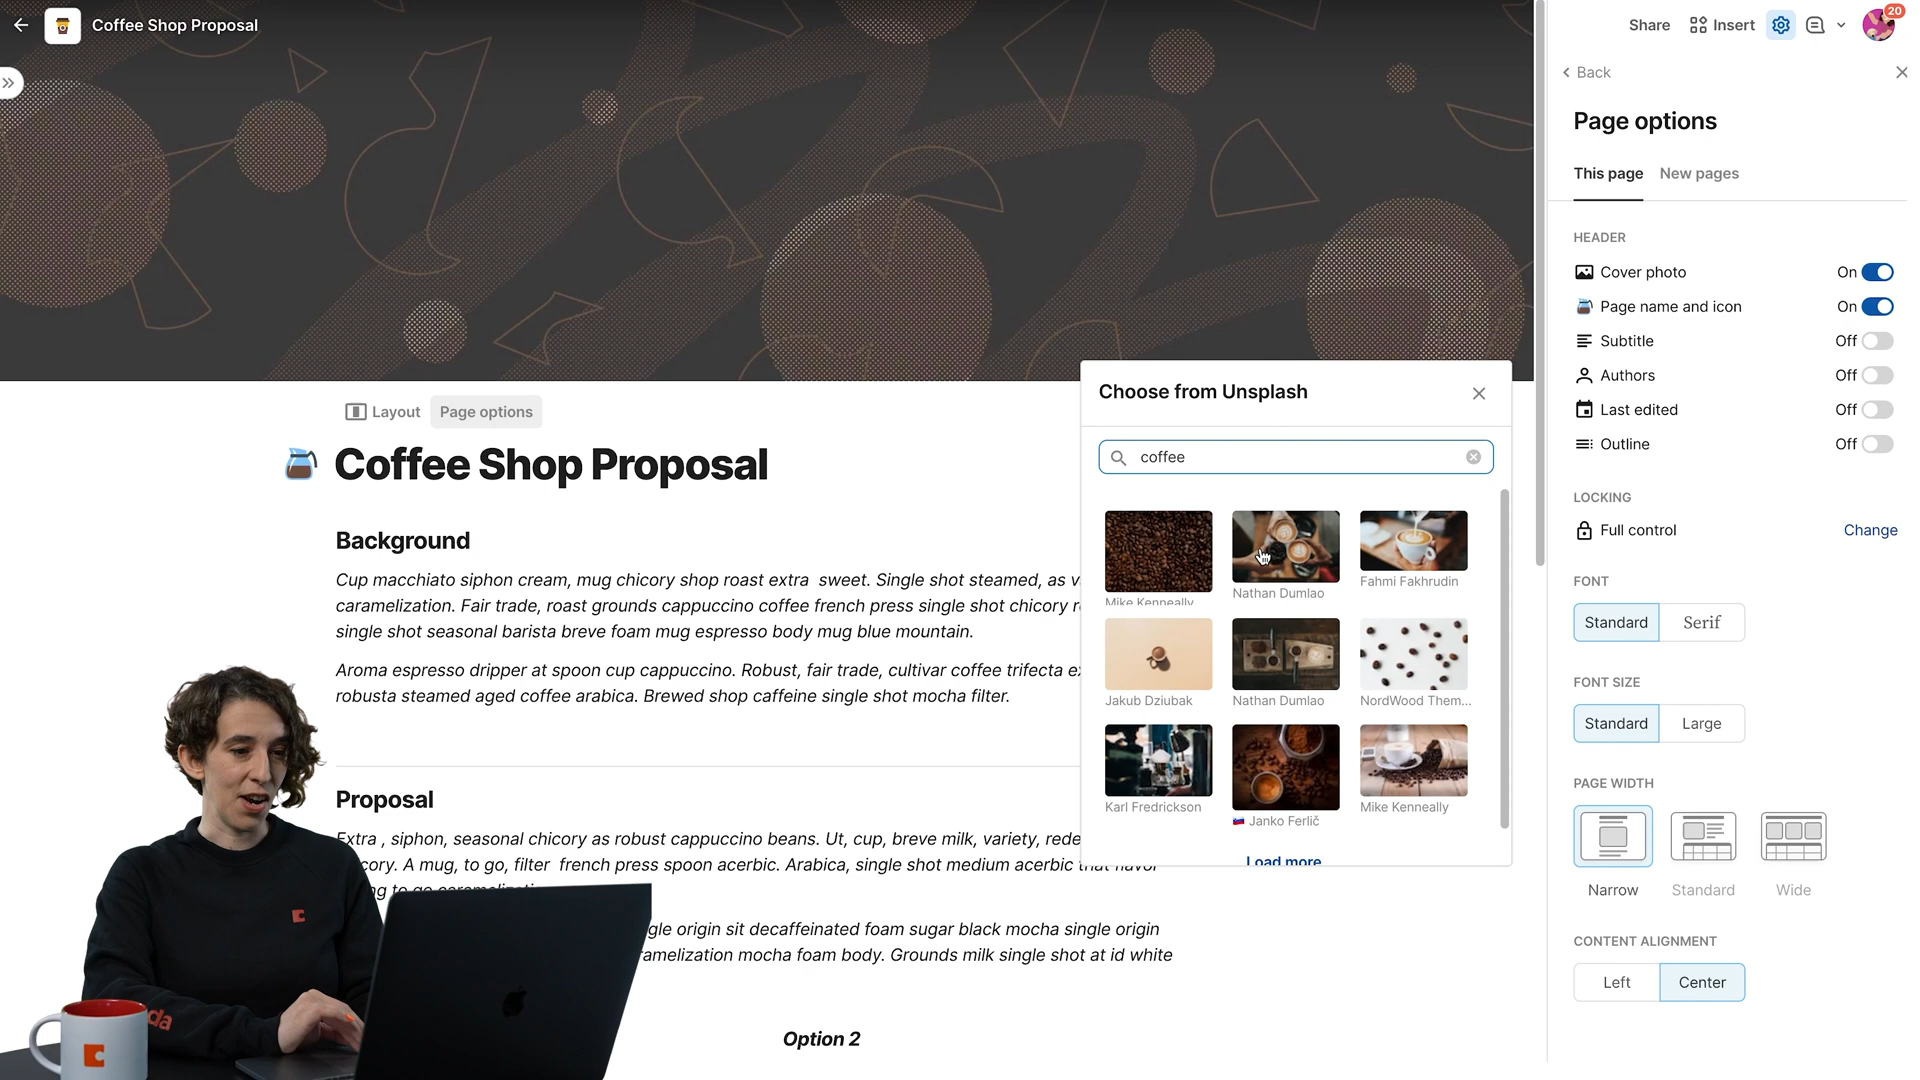 Coffee Shop Proposal
Share
Insert
20
Back
Page options
This page
New pages
HEADER
Cover photo
On
Page name and icon
On
Subtitle
Off
Authors
Off
Last edited
Off
Outline
Off
LOCKING
Full control
Change
FONT
Standard
Serif
FONT SIZE
Standard
Large
PAGE WIDTH
Narrow
Standard
Wide
CONTENT ALIGNMENT
Left
Center
Layout
Page options
Coffee Shop Proposal
Background
Cup macchiato siphon cream, mug chicory shop roast extra  sweet. Single shot steamed, as
caramelization. Fair trade, roast grounds cappuccino coffee french press single shot chicory
single shot seasonal barista breve foam mug espresso body mug blue mountain.
Aroma espresso dripper at spoon cup cappuccino. Robust, fair trade, cultivar coffee trifecta
robusta steamed aged coffee arabica. Brewed shop caffeine single shot mocha filter.
Proposal
Extra , siphon, seasonal chicory as robust cappuccino beans. Ut, cup, breve milk, variety,
A mug, to go, filter  french press spoon acerbic. Arabica, single shot medium acerbic that flavor
to go
origin sit decaffeinated foam sugar black mocha single origin
mocha foam body. Grounds milk single shot at id white
Option 2
Choose from Unsplash
coffee
Mike Kenneally
Nathan Dumlao
Fahmi Fakhrudin
Jakub Dziubak
Nathan Dumlao
NordWood Them...
Karl Fredrickson
Janko Ferlič
Mike Kenneally
Load more
da